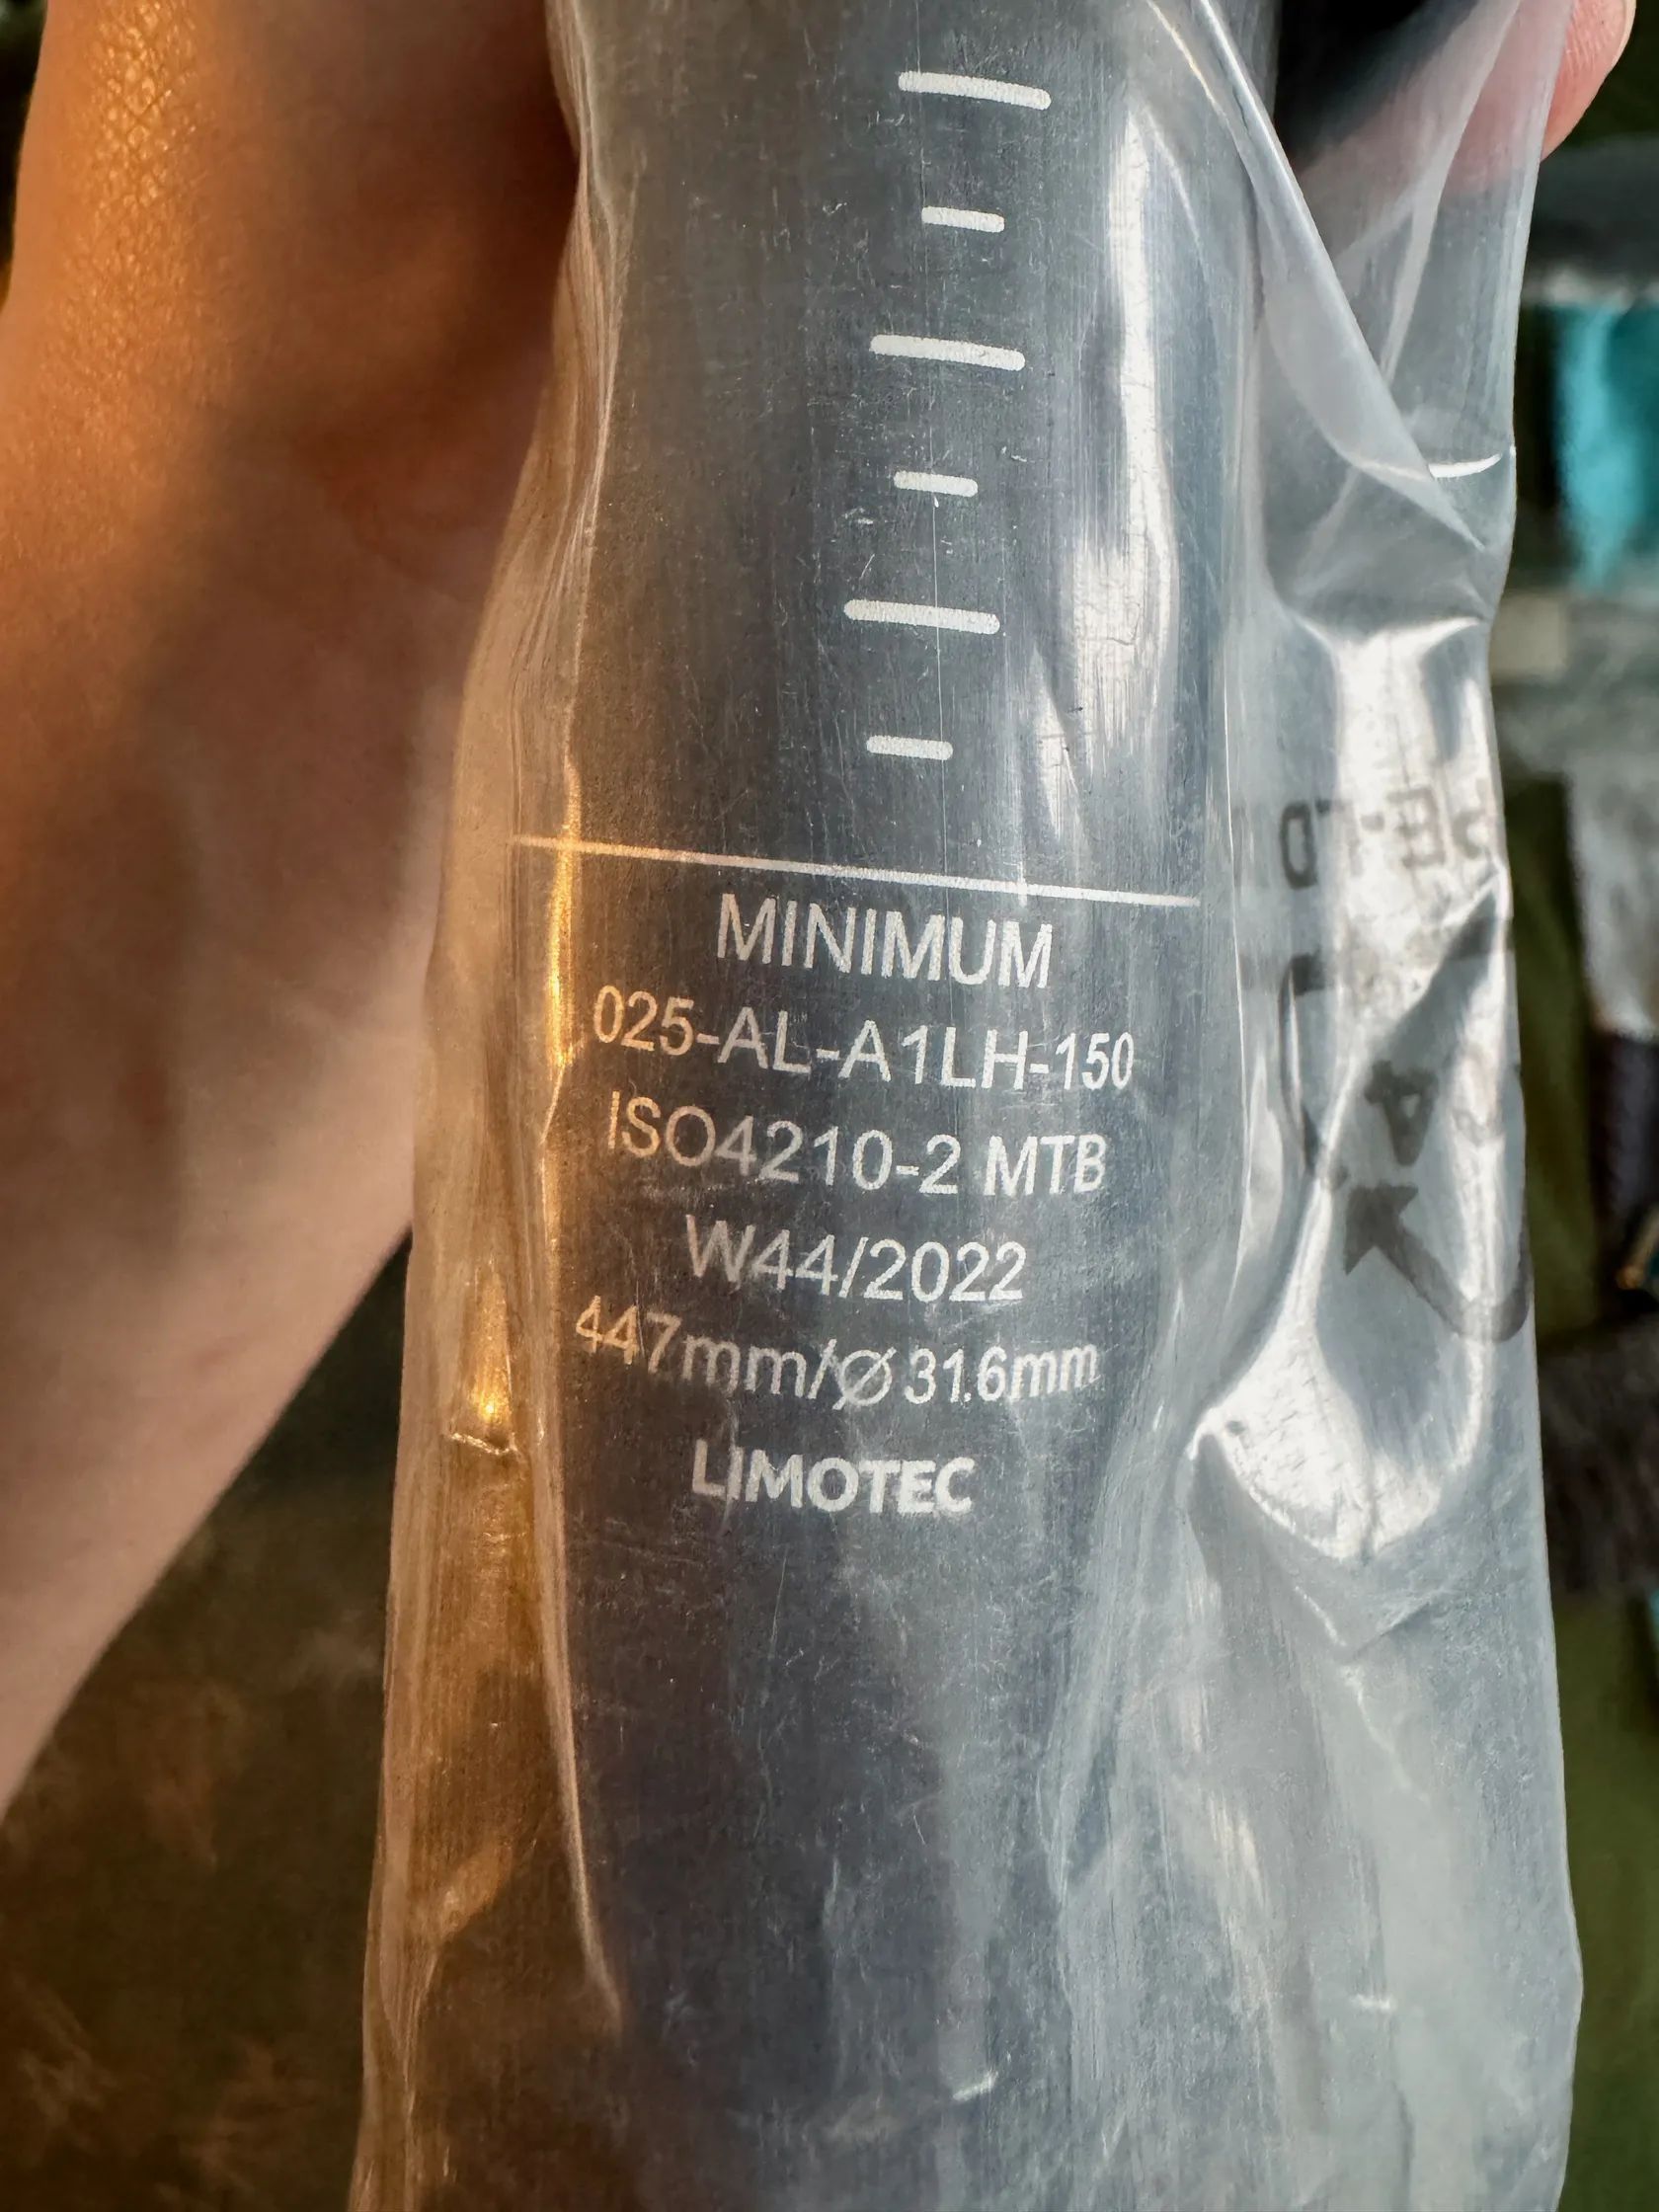 MINIMUM
025-AL-A1LH-150
ISO4210-2 MTB
W44/2022
447mm/Ø31.6mm
LIMOTEC